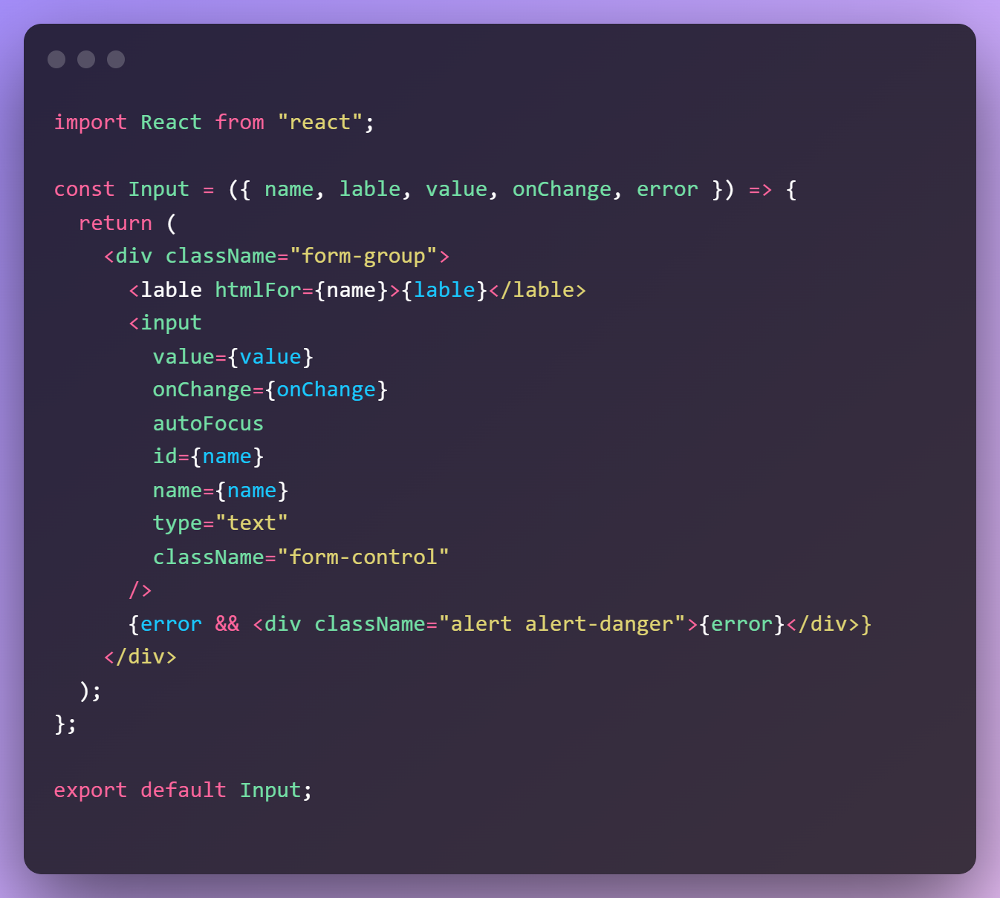 import React from "react";

const Input = ({ name, lable, value, onChange, error }) => {
  return (
    <div className="form-group">
      <lable htmlFor={name}>{lable}</lable>
      <input
        value={value}
        onChange={onChange}
        autoFocus
        id={name}
        name={name}
        type="text"
        className="form-control"
      />
      {error && <div className="alert alert-danger">{error}</div>}
    </div>
  );
};

export default Input;